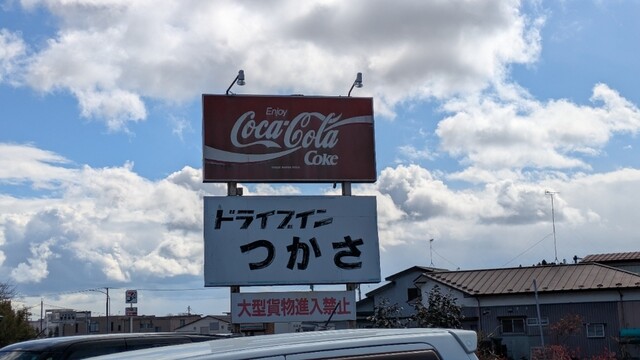 Enjoy
Coca-Cola
Coke
ドライブイン
つかさ
大型貨物進入禁止